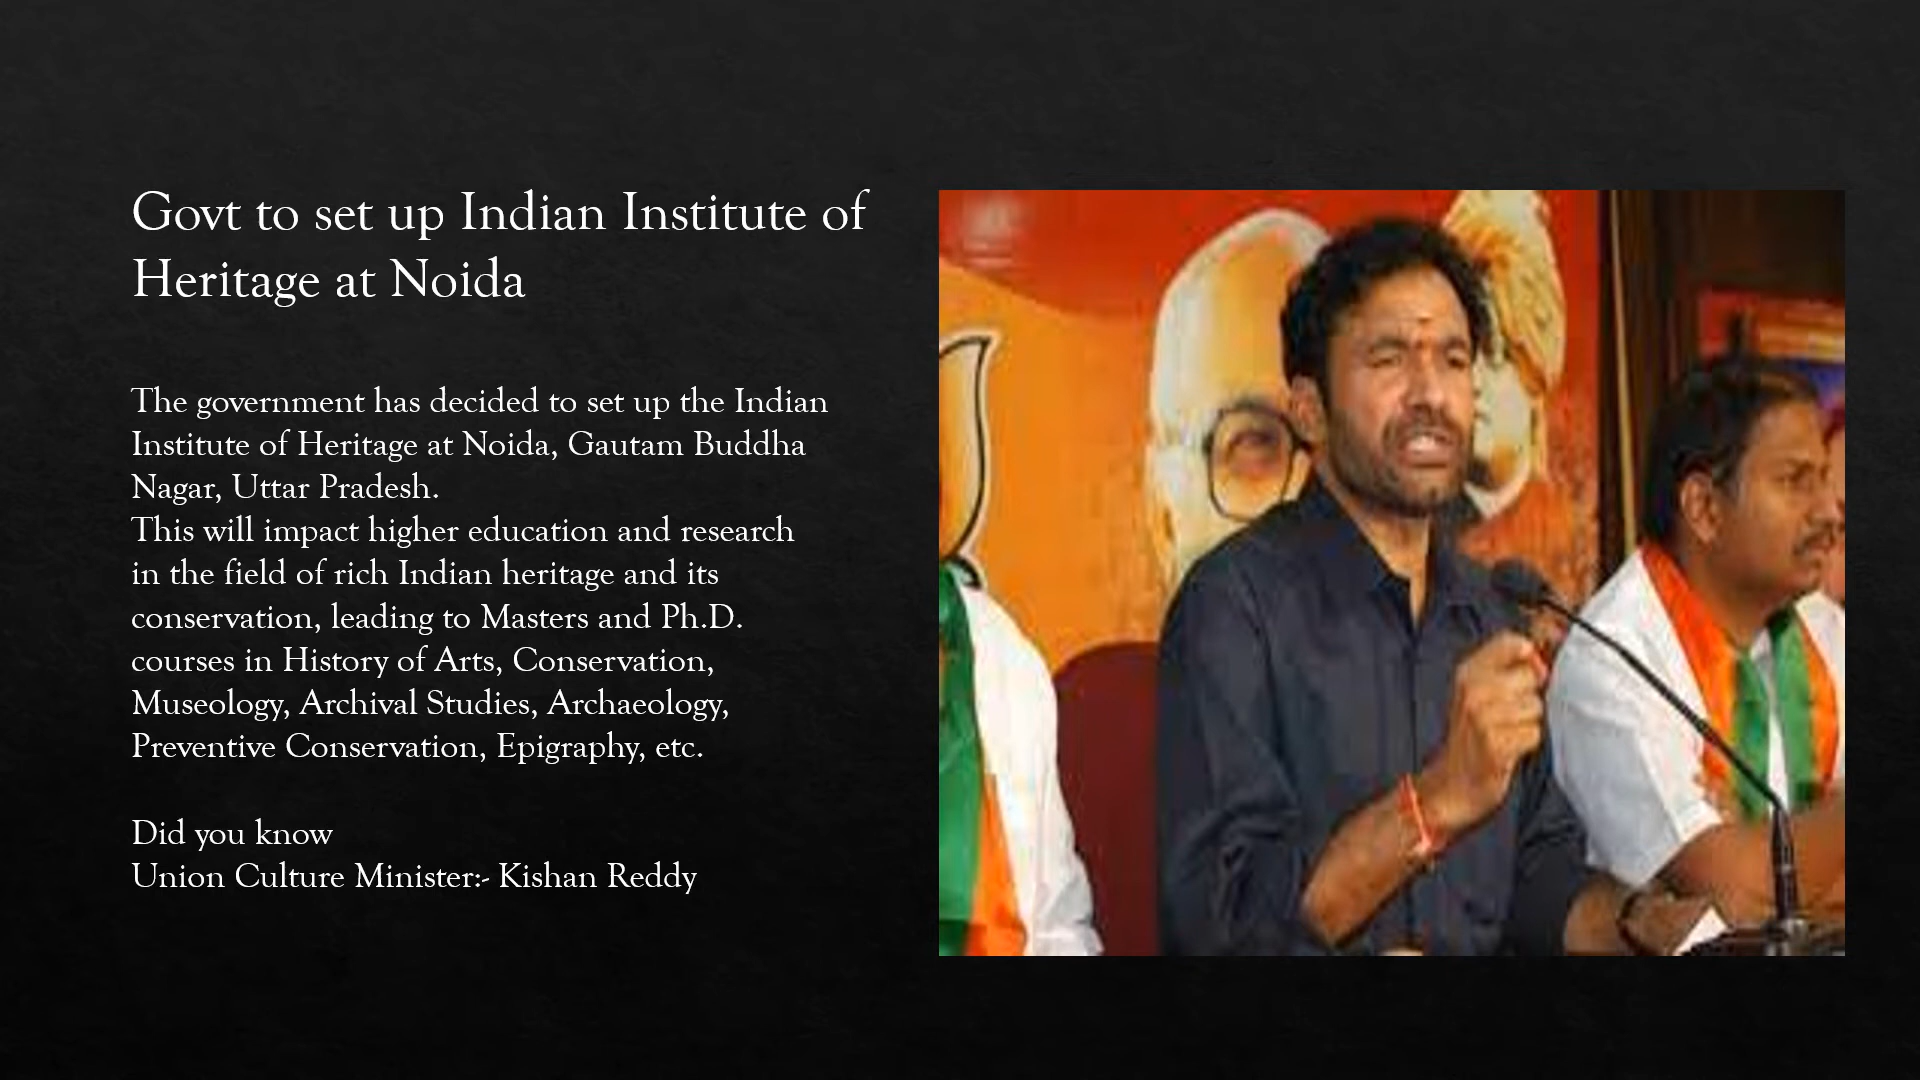 Govt to set up Indian Institute of
Heritage at Noida
The government has decided to set up the Indian
Institute of Heritage at Noida, Gautam Buddha
Nagar, Uttar Pradesh.
This will impact higher education and research
in the field of rich Indian heritage and its
conservation, leading to Masters and Ph.D.
courses in History of Arts, Conservation,
Museology, Archival Studies, Archaeology,
Preventive Conservation, Epigraphy, etc.
Did you know
Union Culture Minister:- Kishan Reddy